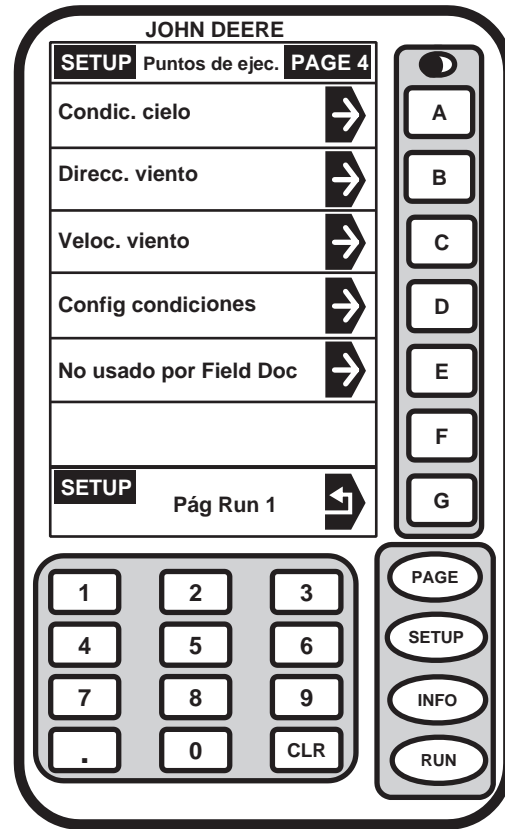 JOHN DEERE
SETUP Puntos de ejec. PAGE 4
Condic. cielo
A
Direcc. viento
B
Veloc. viento
C
Config condiciones
D
No usado por Field Doc
E
F
SETUP
Pág Run 1
G
1 2 3
PAGE
4 5 6
SETUP
7 8 9
INFO
. 0 CLR
RUN